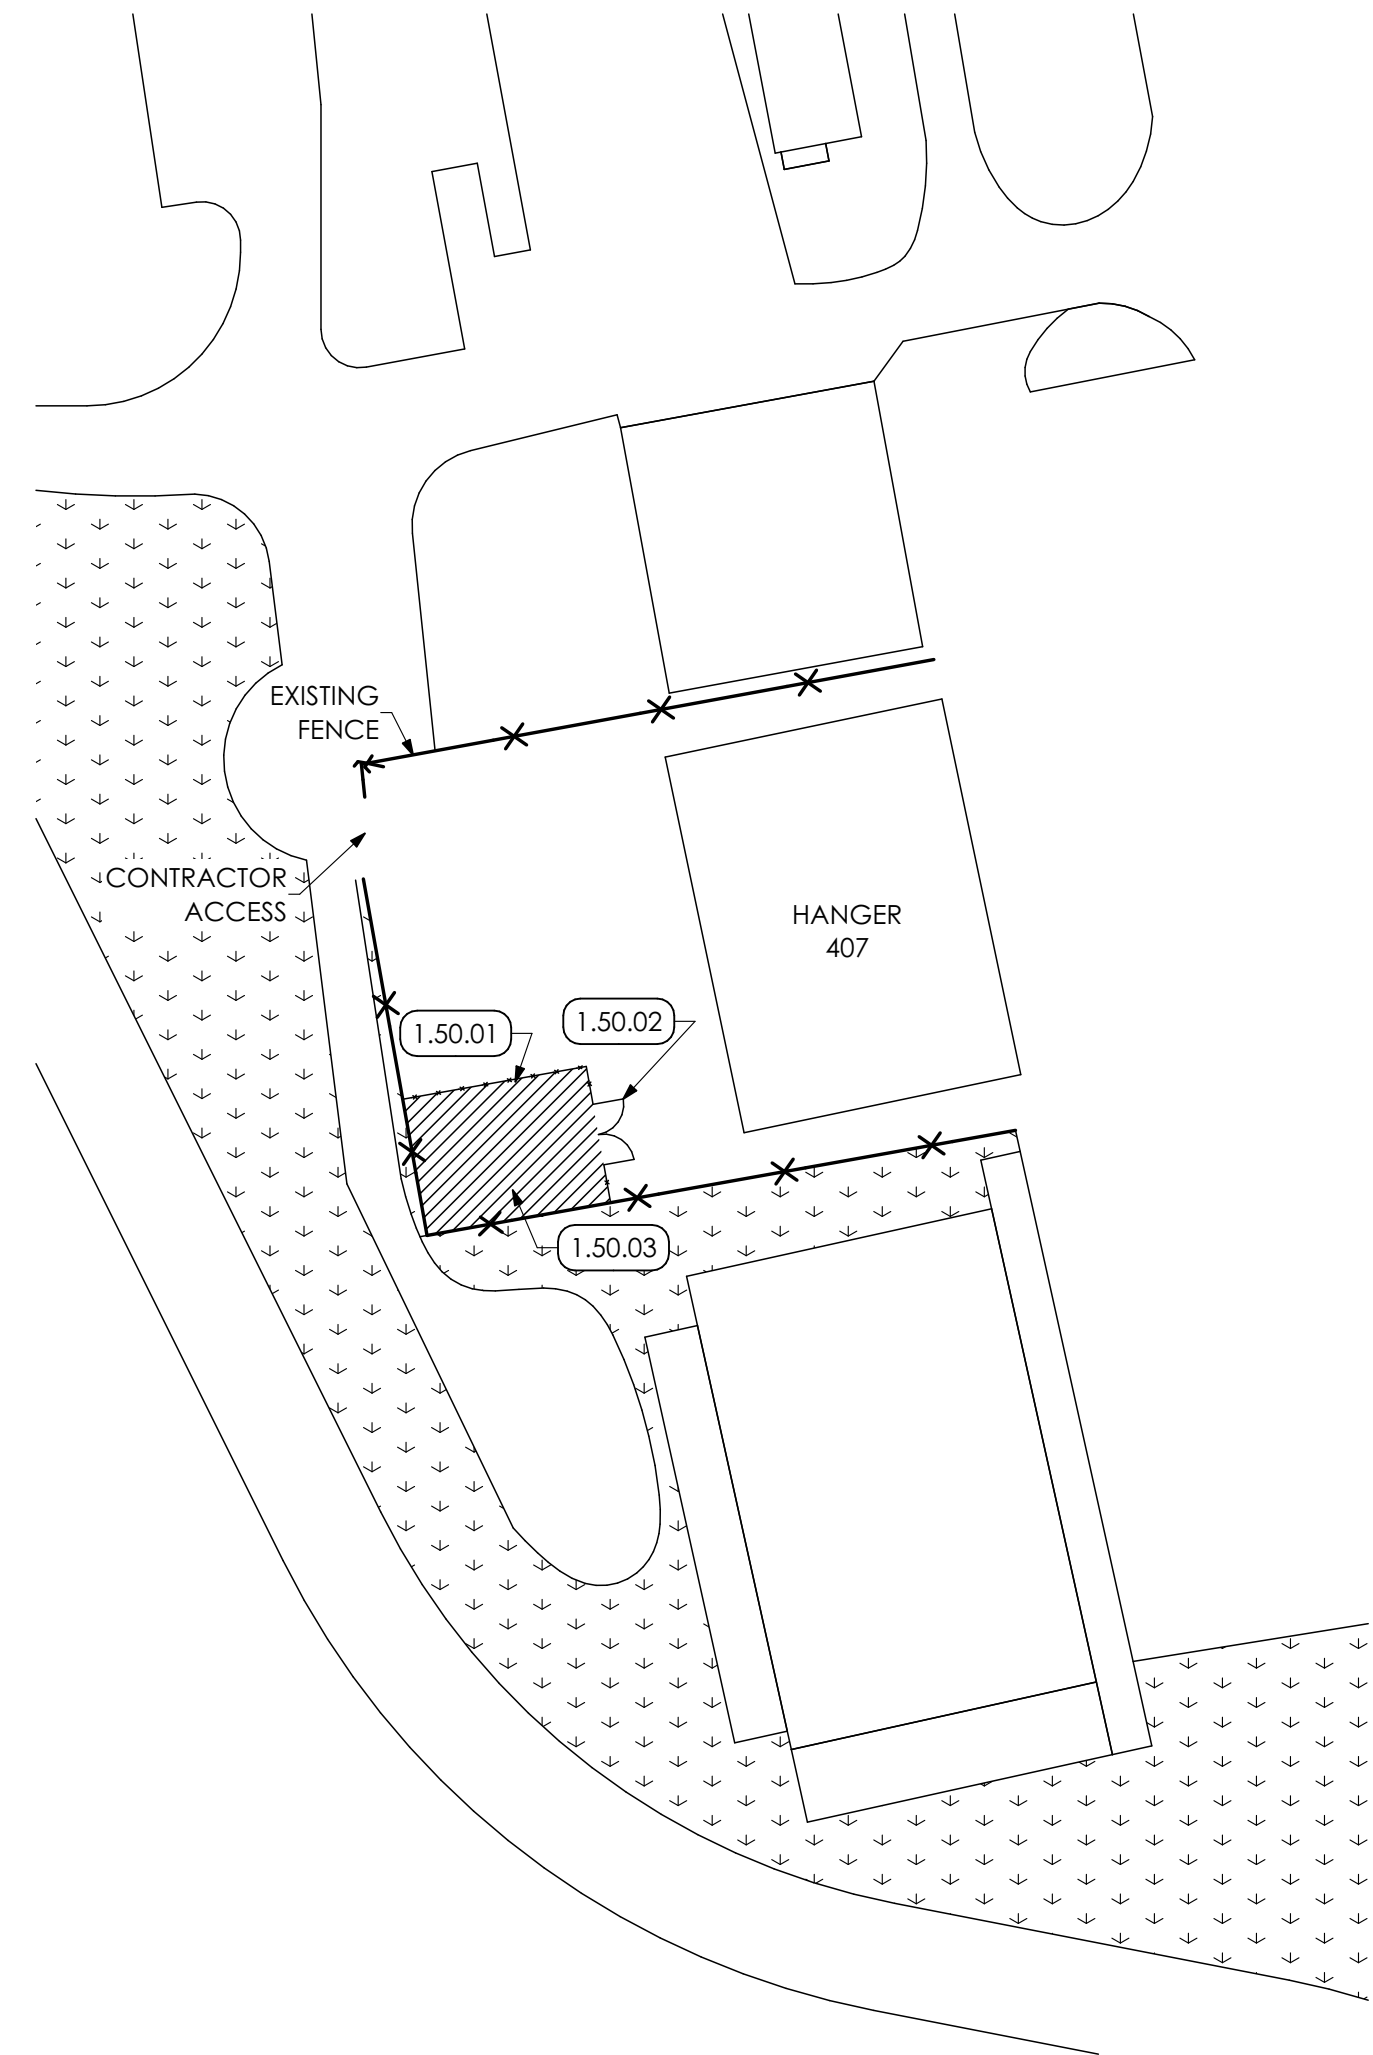 EXISTING
FENCE
CONTRACTOR
ACCESS
HANGER
407
1.50.01
1.50.02
1.50.03